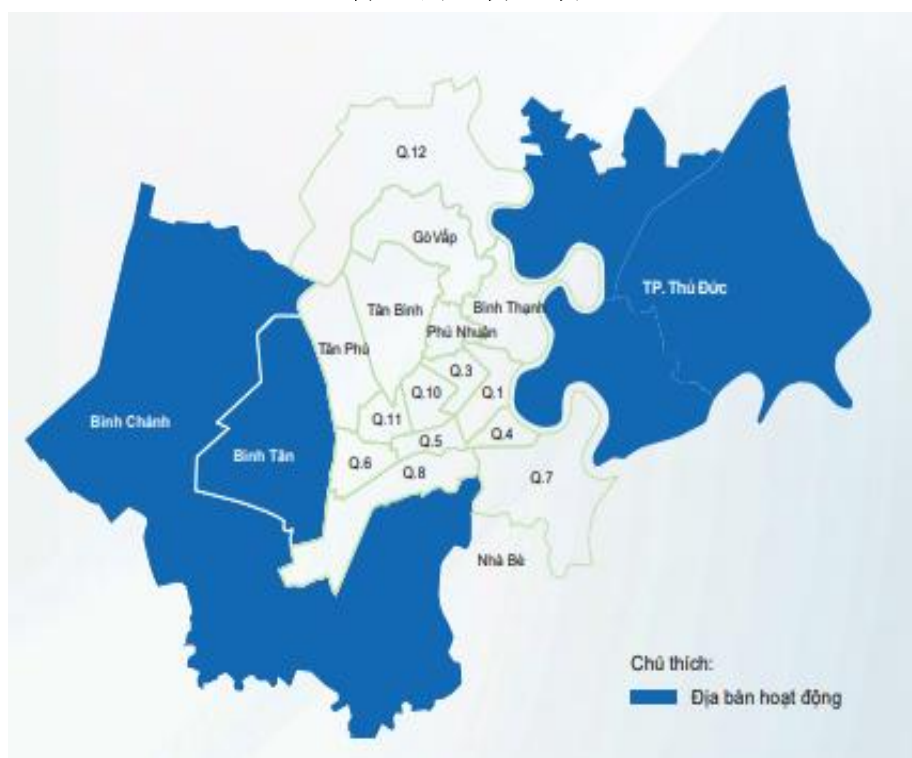 Q.12
Gò Vấp
TP. Thủ Đức
Tân Bình
Bình Thạnh
Phú Nhuận
Tân Phú
Q.3
Q.10
Q.1
Q.11
Bình Chánh
Q.4
Q.5
Bình Tân
Q.6
Q.8
Q.7
Nhà Bè
Chú thích:
Địa bàn hoạt động